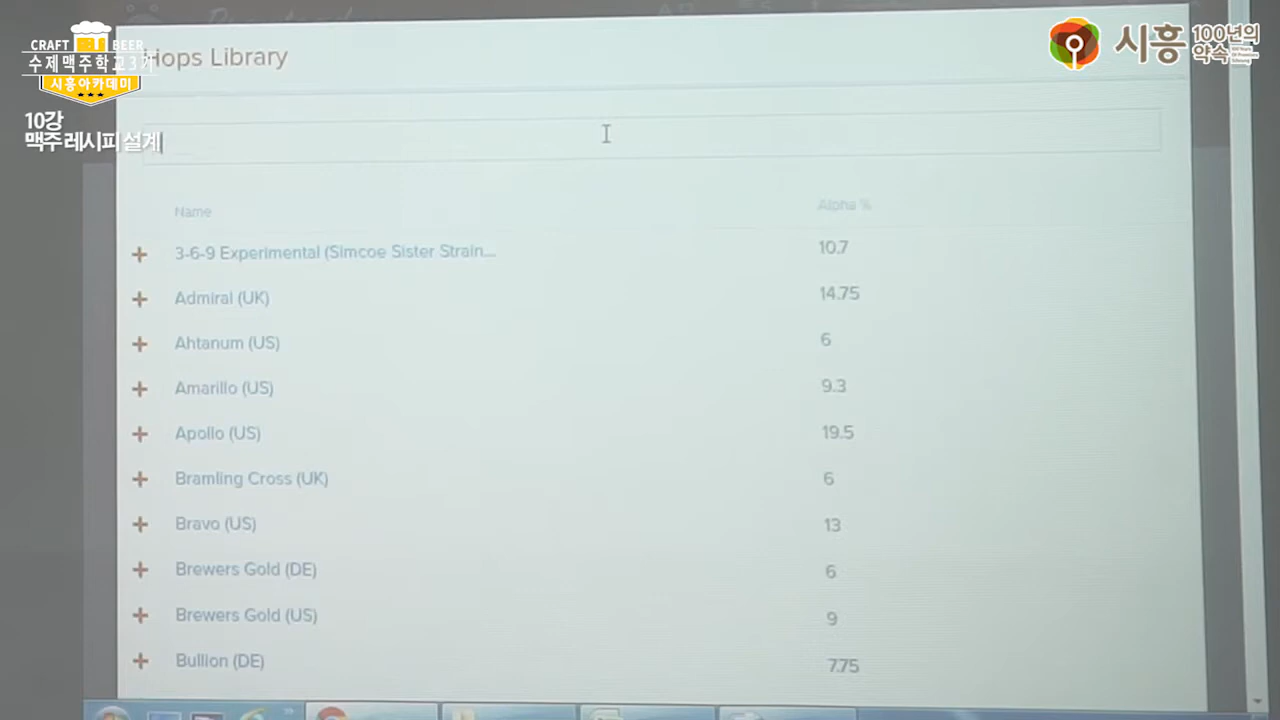 CRAFT BEER
수제맥주학교3기
시흥아카데미
10강
맥주 레시피 설계
시흥
100년의
약속
Hops Library
Name Alpha %
3-6-9 Experimental (Simcoe Sister Strain... 10.7
Admiral (UK) 14.75
Ahtanum (US) 6
Amarillo (US) 9.3
Apollo (US) 19.5
Bramling Cross (UK) 6
Bravo (US) 13
Brewers Gold (DE) 6
Brewers Gold (US) 9
Bullion (DE) 7.75